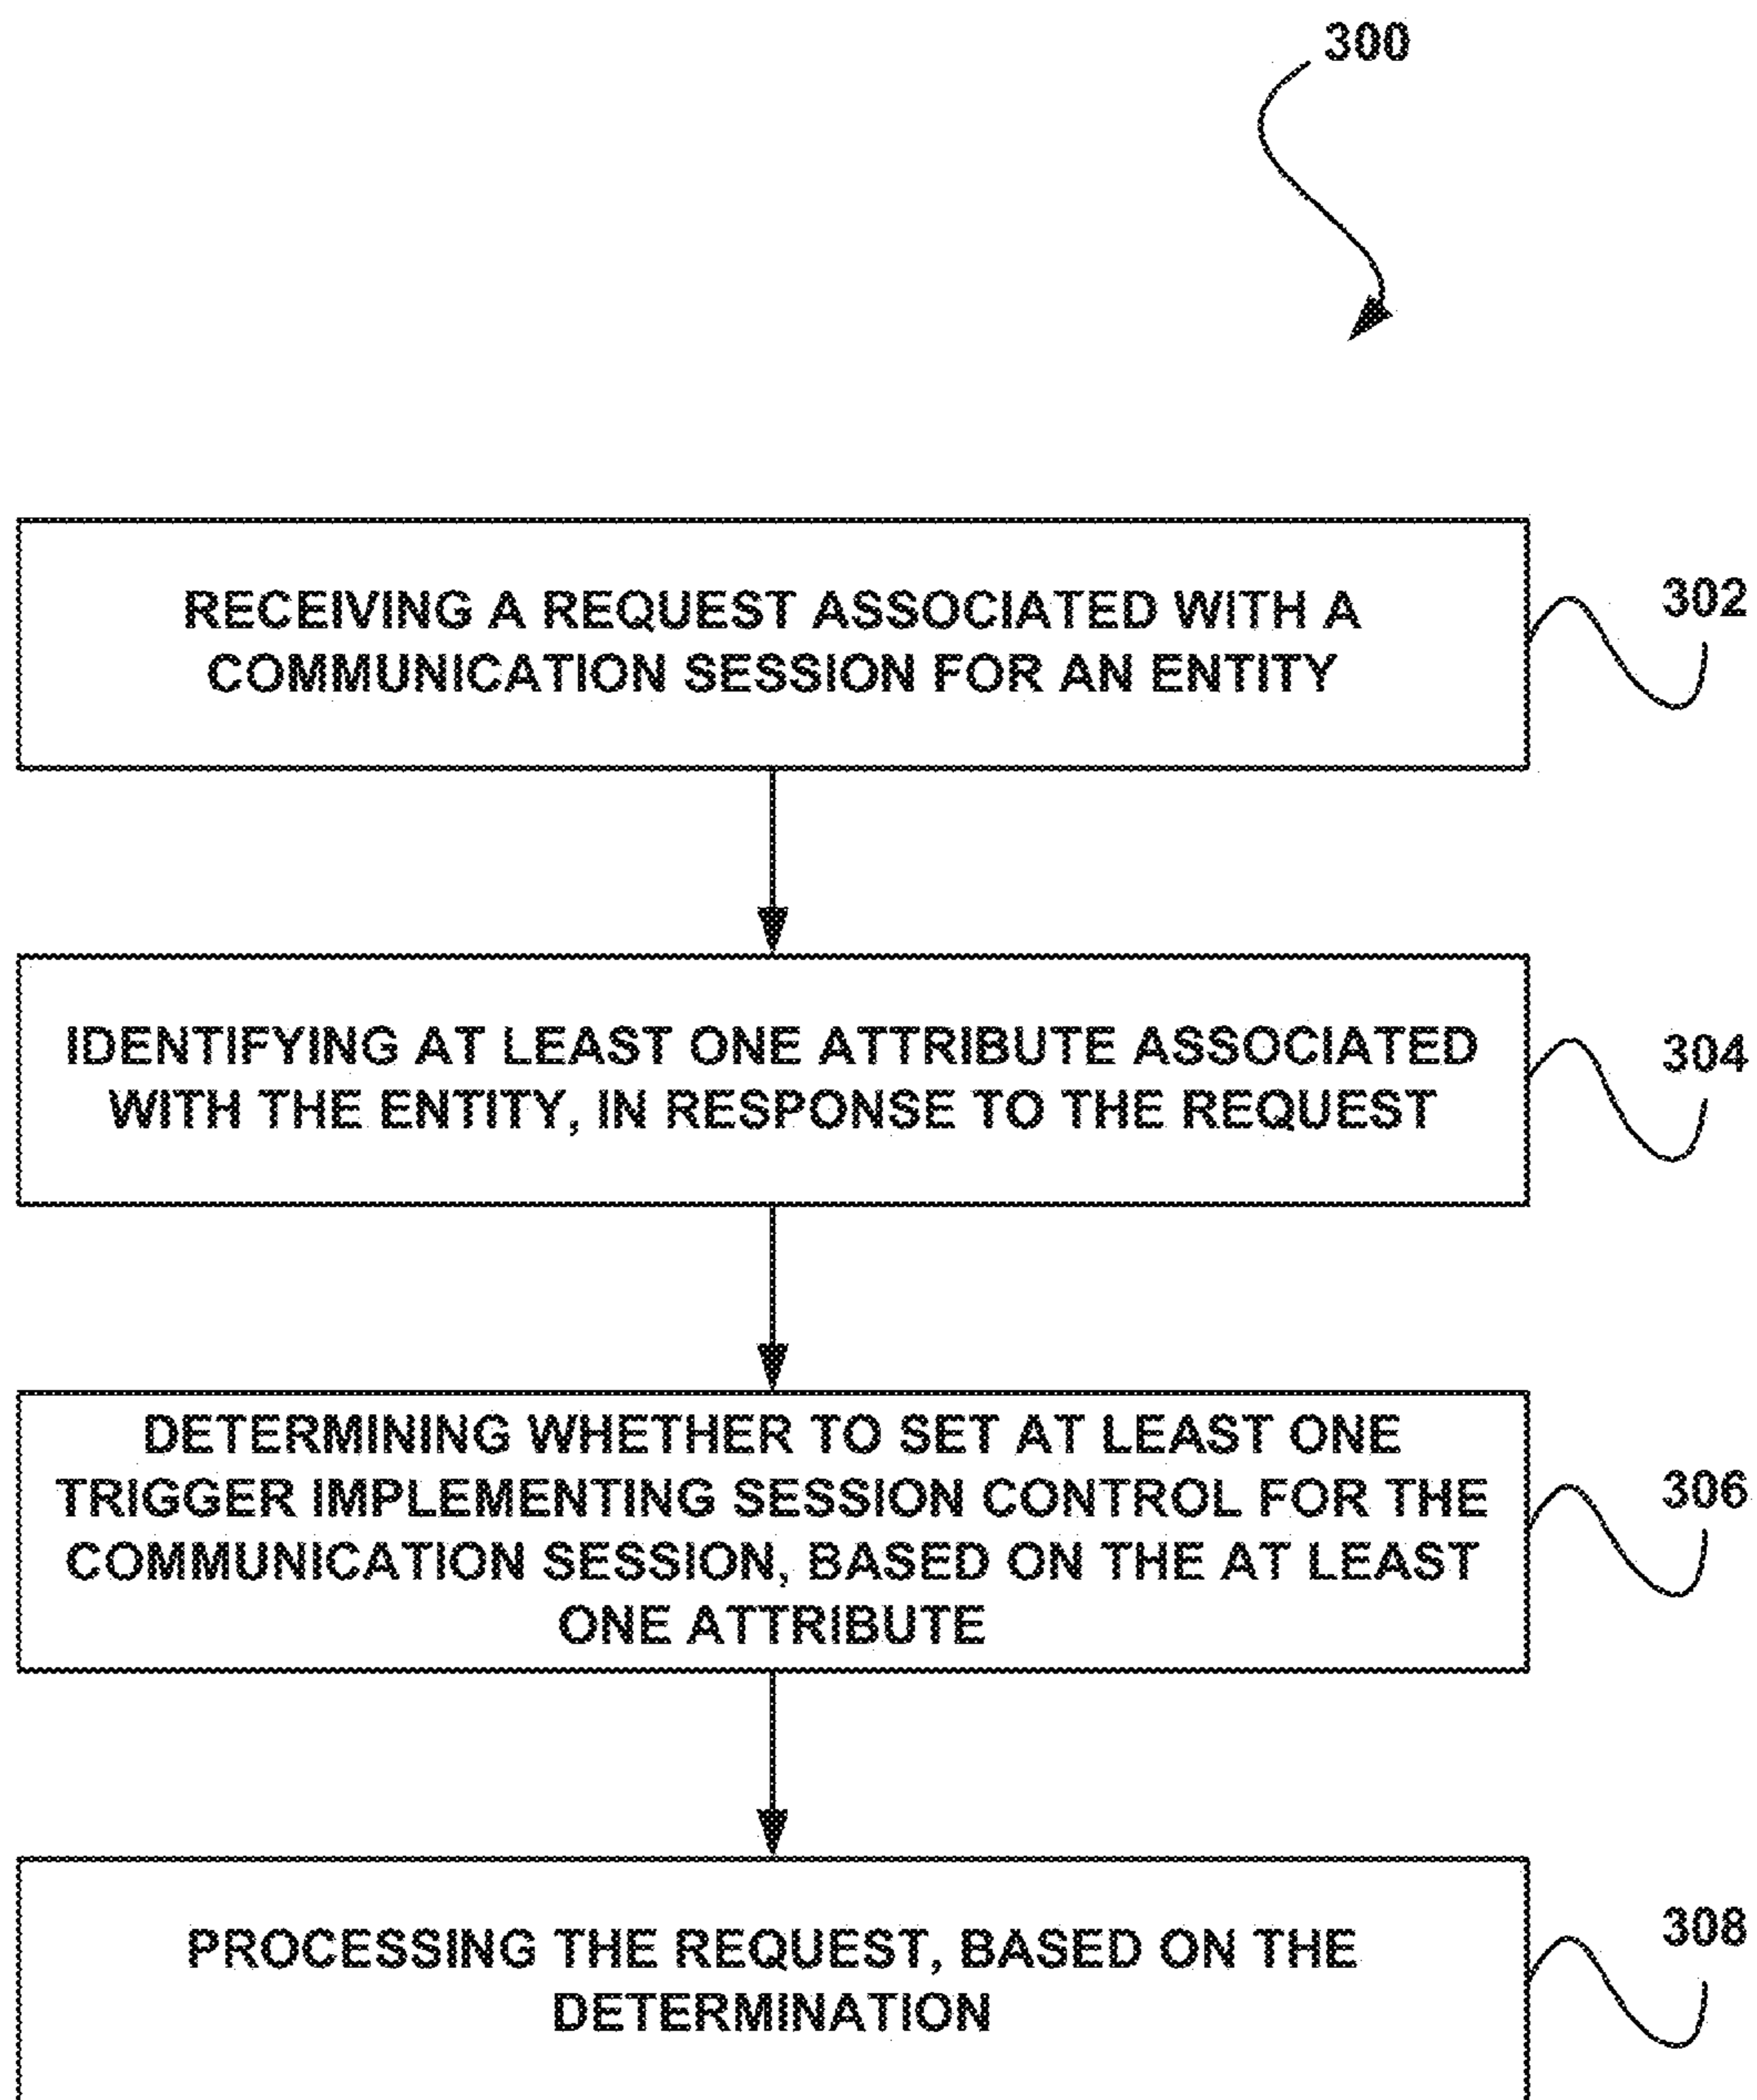 300
RECEIVING A REQUEST ASSOCIATED WITH A
COMMUNICATION SESSION FOR AN ENTITY
302
IDENTIFYING AT LEAST ONE ATTRIBUTE ASSOCIATED
WITH THE ENTITY, IN RESPONSE TO THE REQUEST
304
DETERMINING WHETHER TO SET AT LEAST ONE
TRIGGER IMPLEMENTING SESSION CONTROL FOR THE
COMMUNICATION SESSION, BASED ON THE AT LEAST
ONE ATTRIBUTE
306
PROCESSING THE REQUEST, BASED ON THE
DETERMINATION
308